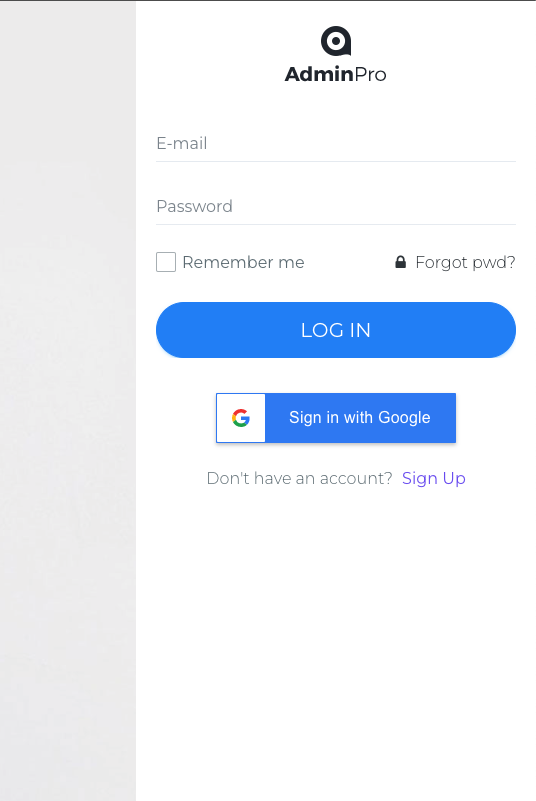 AdminPro
E-mail
Password
Remember me
Forgot pwd?
LOG IN
Sign in with Google
Don't have an account? Sign Up